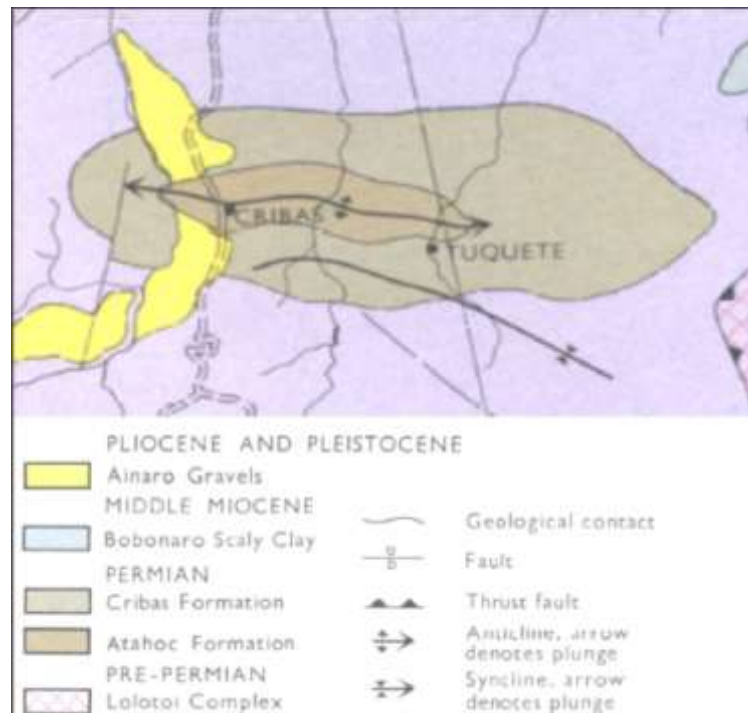 CRIBAS
TUQUETE
PLIOCENE AND PLEISTOCENE
Ainaro Gravels
MIDDLE MIOCENE
Bobonaro Scaly Clay
PERMIAN
Cribas Formation
Atahoc Formation
PRE-PERMIAN
Lolotoi Complex
Geological contact
U
D
Fault
Thrust fault
Anticline, arrow
denotes plunge
Syncline, arrow
denotes plunge